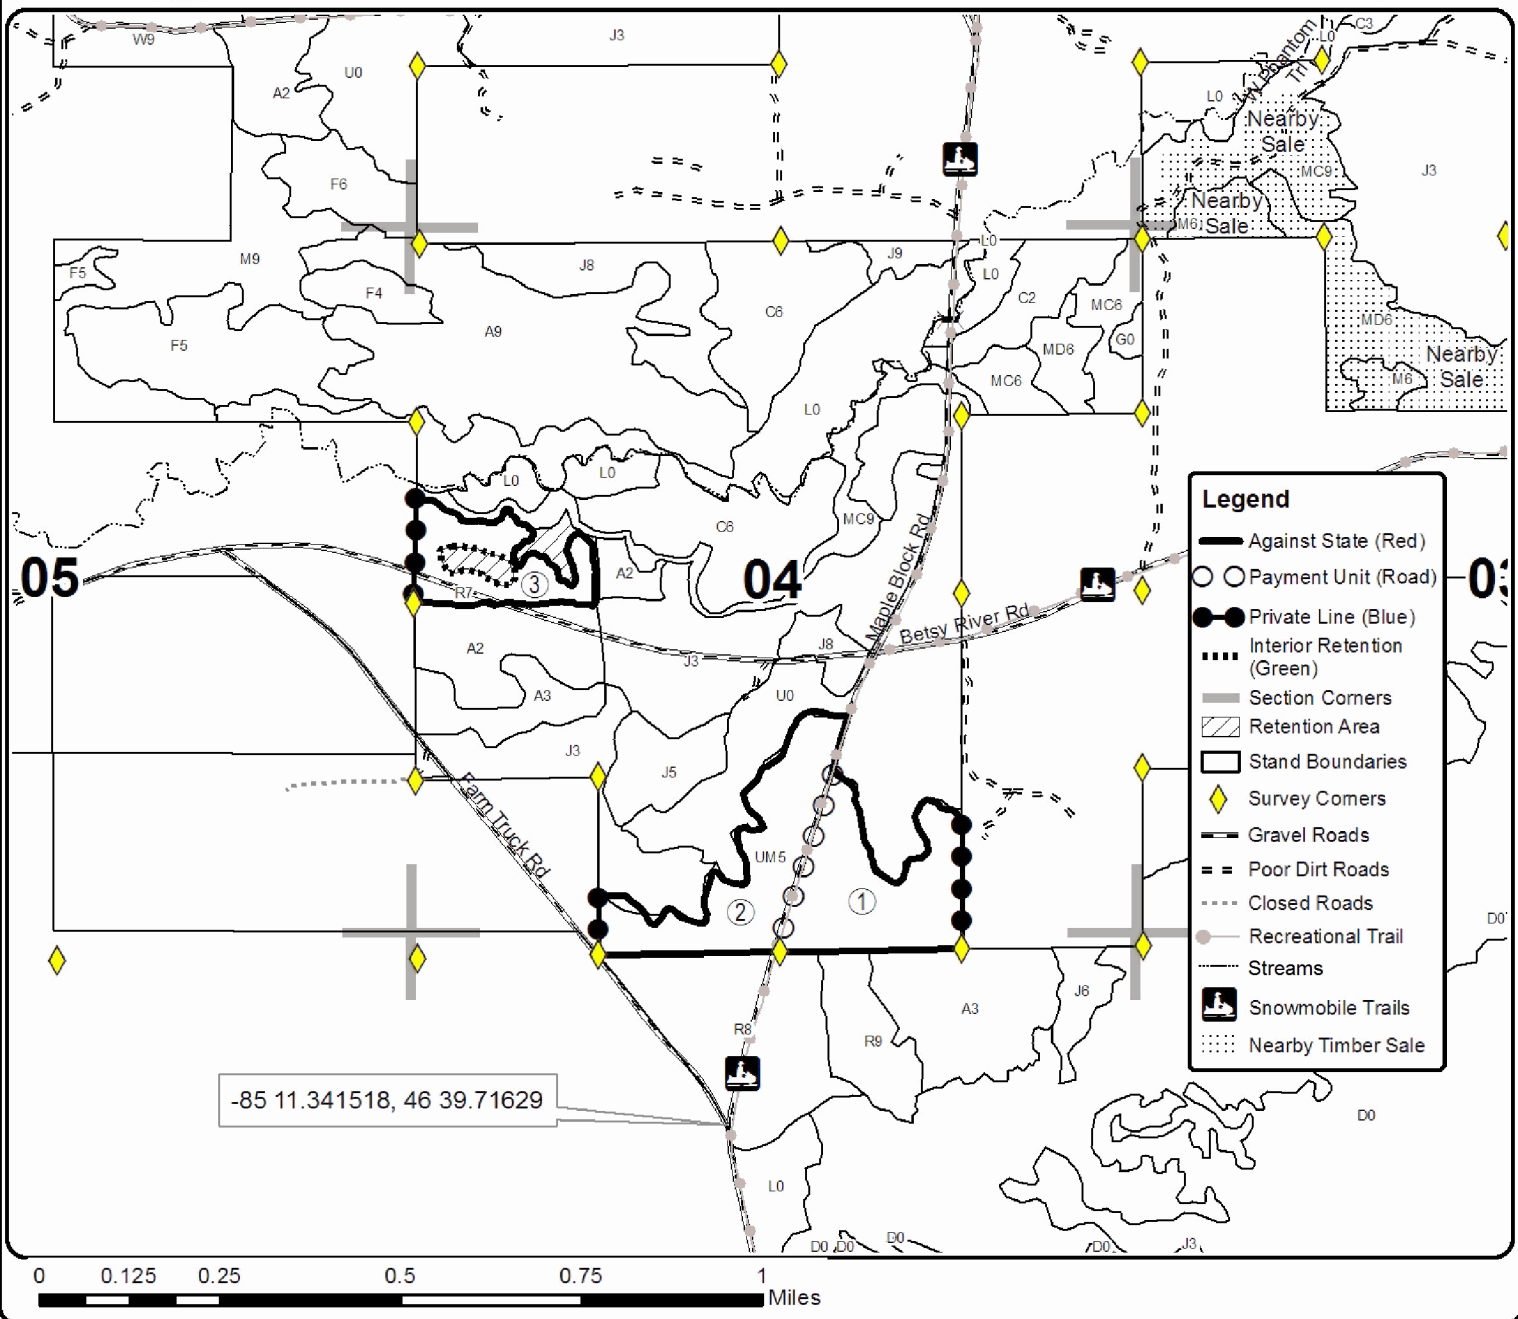 W9
J3
C3
L0
U0
A2
W Phantom Trl
L0
Nearby
Sale
F6
MC9
J3
Nearby
Sale
M6
L0
J9
M9
J8
F5
L0
F4
C2
MC6
C6
MD6
A9
G0
F5
MD6
Nearby
Sale
MC6
M6
L0
L0
L0
C6
MC9
Maple Block Rd
A2
05
04
03
3
R7
Betsy River Rd
A2
J8
J3
A3
U0
J3
J5
Farm Truck Rd
UM5
2
1
D0
A3
J6
R8
R9
-85 11.341518, 46 39.71629
D0
L0
D0
D0
D0
D0
J3
Legend
Against State (Red)
Payment Unit (Road)
Private Line (Blue)
Interior Retention
(Green)
Section Corners
Retention Area
Stand Boundaries
Survey Corners
Gravel Roads
Poor Dirt Roads
Closed Roads
Recreational Trail
Streams
Snowmobile Trails
Nearby Timber Sale
0 0.125 0.25 0.5 0.75 1
Miles